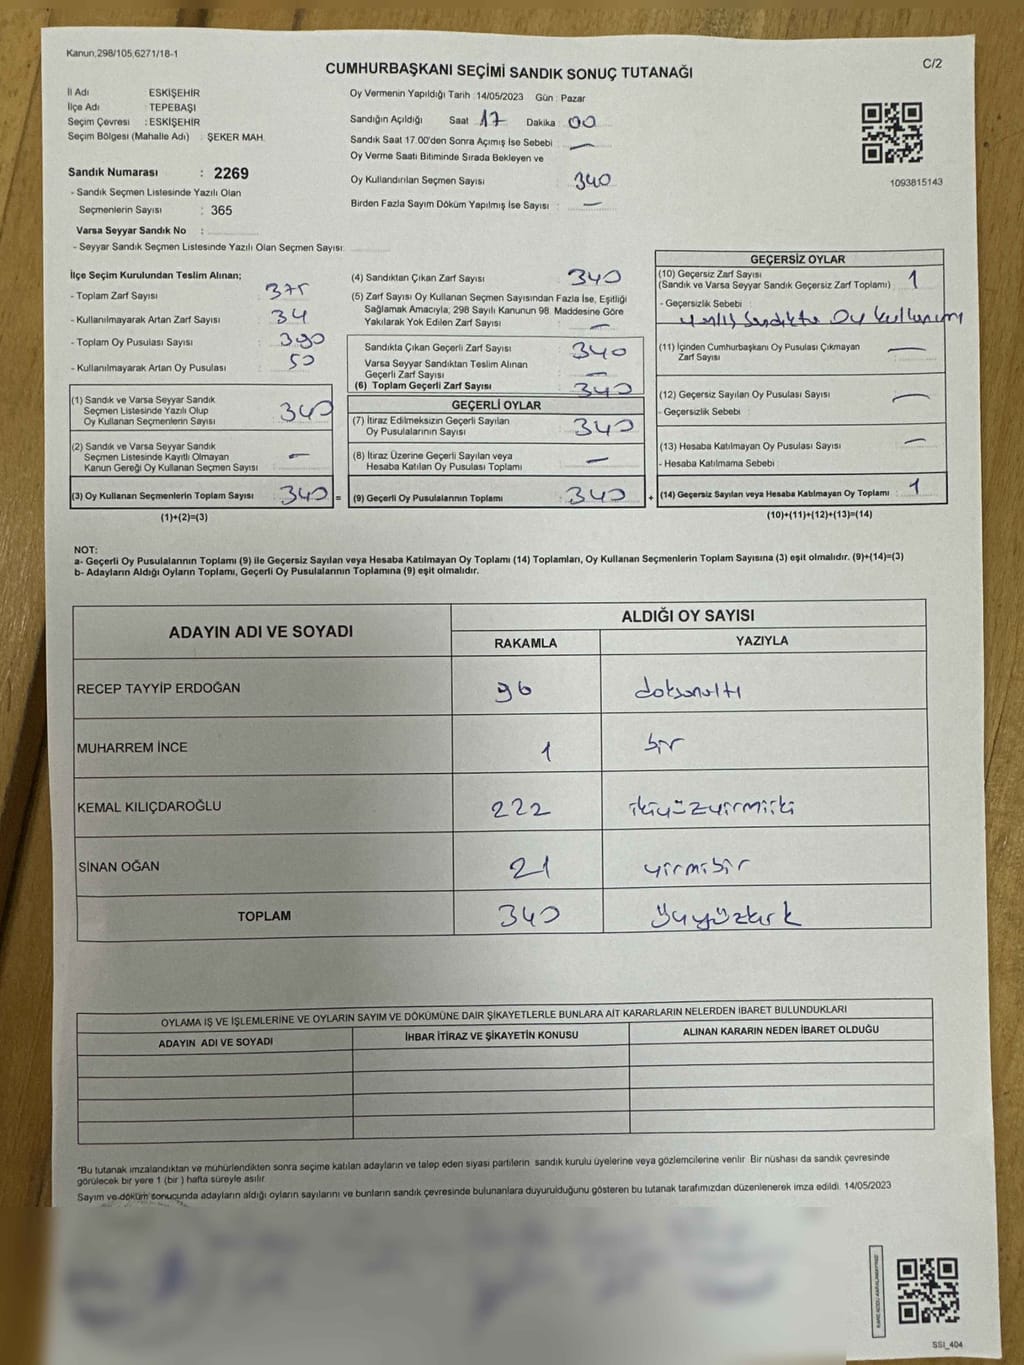 Kanun,298/105,6271/18-1
C/2
CUMHURBAŞKANI SEÇİMİ SANDIK SONUÇ TUTANAĞI
İl Adı ESKİŞEHİR
İlçe Adı : TEPEBAŞI
Seçim Çevresi : ESKİŞEHİR
Seçim Bölgesi (Mahalle Adı) : ŞEKER MAH.
Sandık Numarası : 2269
- Sandık Seçmen Listesinde Yazılı Olan
Seçmenlerin Sayısı : 365
Varsa Seyyar Sandık No :
- Seyyar Sandık Seçmen Listesinde Yazılı Olan Seçmen Sayısı:
Oy Vermenin Yapıldığı Tarih : 14/05/2023 Gün : Pazar
Sandığın Açıldığı Saat 17 Dakika 00
Sandık Saat 17.00'den Sonra Açımış İse Sebebi : —
Oy Verme Saati Bitiminde Sırada Bekleyen ve
Oy Kullandırılan Seçmen Sayısı 340
Birden Fazla Sayım Döküm Yapılmış İse Sayısı : —
1093815143
İlçe Seçim Kurulundan Teslim Alınan;
- Toplam Zarf Sayısı : 375
- Kullanılmayarak Artan Zarf Sayısı : 34
- Toplam Oy Pusulası Sayısı : 390
- Kullanılmayarak Artan Oy Pusulası : 50
(1) Sandık ve Varsa Seyyar Sandık
Seçmen Listesinde Yazılı Olup
Oy Kullanan Seçmenlerin Sayısı : 340
(2) Sandık ve Varsa Seyyar Sandık
Seçmen Listesinde Kayıtlı Olmayan
Kanun Gereği Oy Kullanan Seçmen Sayısı : —
(3) Oy Kullanan Seçmenlerin Toplam Sayısı : 340 =
(1)+(2)=(3)
(4) Sandıktan Çıkan Zarf Sayısı : 340
(5) Zarf Sayısı Oy Kullanan Seçmen Sayısından Fazla İse, Eşitliği
Sağlamak Amacıyla; 298 Sayılı Kanunun 98. Maddesine Göre
Yakılarak Yok Edilen Zarf Sayısı : —
Sandıkta Çıkan Geçerli Zarf Sayısı : 340
Varsa Seyyar Sandıktan Teslim Alınan
Geçerli Zarf Sayısı : —
(6) Toplam Geçerli Zarf Sayısı : 340
GEÇERLİ OYLAR
(7) İtiraz Edilmeksizin Geçerli Sayılan
Oy Pusulalarının Sayısı : 340
(8) İtiraz Üzerine Geçerli Sayılan veya
Hesaba Katılan Oy Pusulası Toplamı : —
(9) Geçerli Oy Pusulalarının Toplamı : 340 +
GEÇERSİZ OYLAR
(10) Geçersiz Zarf Sayısı
(Sandık ve Varsa Seyyar Sandık Geçersiz Zarf Toplamı) : 1
- Geçersizlik Sebebi :
yanlış Sandıkta Oy kullanımı
(11) İçinden Cumhurbaşkanı Oy Pusulası Çıkmayan
Zarf Sayısı : —
(12) Geçersiz Sayılan Oy Pusulası Sayısı : —
- Geçersizlik Sebebi :
(13) Hesaba Katılmayan Oy Pusulası Sayısı : —
- Hesaba Katılmama Sebebi :
(14) Geçersiz Sayılan veya Hesaba Katılmayan Oy Toplamı : 1
(10)+(11)+(12)+(13)=(14)
NOT:
a- Geçerli Oy Pusulalarının Toplamı (9) ile Geçersiz Sayılan veya Hesaba Katılmayan Oy Toplamı (14) Toplamları, Oy Kullanan Seçmenlerin Toplam Sayısına (3) eşit olmalıdır. (9)+(14)=(3)
b- Adayların Aldığı Oyların Toplamı, Geçerli Oy Pusulalarının Toplamına (9) eşit olmalıdır.
ADAYIN ADI VE SOYADI
ALDIĞI OY SAYISI
RAKAMLA YAZIYLA
RECEP TAYYİP ERDOĞAN 96 doksanaltı
MUHARREM İNCE 1 bir
KEMAL KILIÇDAROĞLU 222 ikiyüzyirmiiki
SİNAN OĞAN 21 yirmibir
TOPLAM 340 Üçyüzkırk
OYLAMA İŞ VE İŞLEMLERİNE VE OYLARIN SAYIM VE DÖKÜMÜNE DAİR ŞİKAYETLERLE BUNLARA AİT KARARLARIN NELERDEN İBARET BULUNDUKLARI
ADAYIN ADI VE SOYADI İHBAR İTİRAZ VE ŞİKAYETİN KONUSU ALINAN KARARIN NEDEN İBARET OLDUĞU
"Bu tutanak imzalandıktan ve mühürlendikten sonra seçime katılan adayların ve talep eden siyasi partilerin sandık kurulu üyelerine veya gözlemcilerine verilir. Bir nüshası da sandık çevresinde
görülecek bir yere 1 (bir) hafta süreyle asılır.
Sayım ve döküm sonucunda adayların aldığı oyların sayılarını ve bunların sandık çevresinde bulunanlara duyurulduğunu gösteren bu tutanak tarafımızdan düzenlenerek imza edildi. 14/05/2023
SSI_404